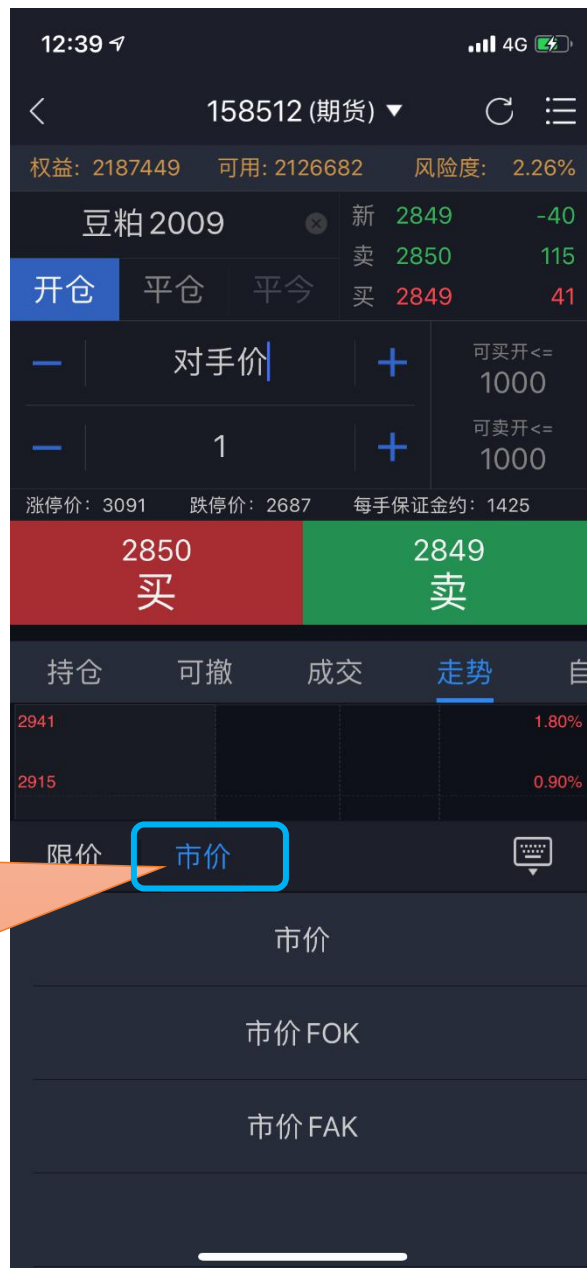 12:39 4G
158512 (期货)
权益: 2187449 可用: 2126682 风险度: 2.26%
豆粕 2009 新 2849 -40
卖 2850 115
开仓 平仓 平今 买 2849 41
对手价 可买开<=
1000
1 可卖开<=
1000
涨停价: 3091 跌停价: 2687 每手保证金约: 1425
2850 2849
买 卖
持仓 可撤 成交 走势 自
2941 1.80%
2915 0.90%
限价 市价
市价
市价 FOK
市价 FAK